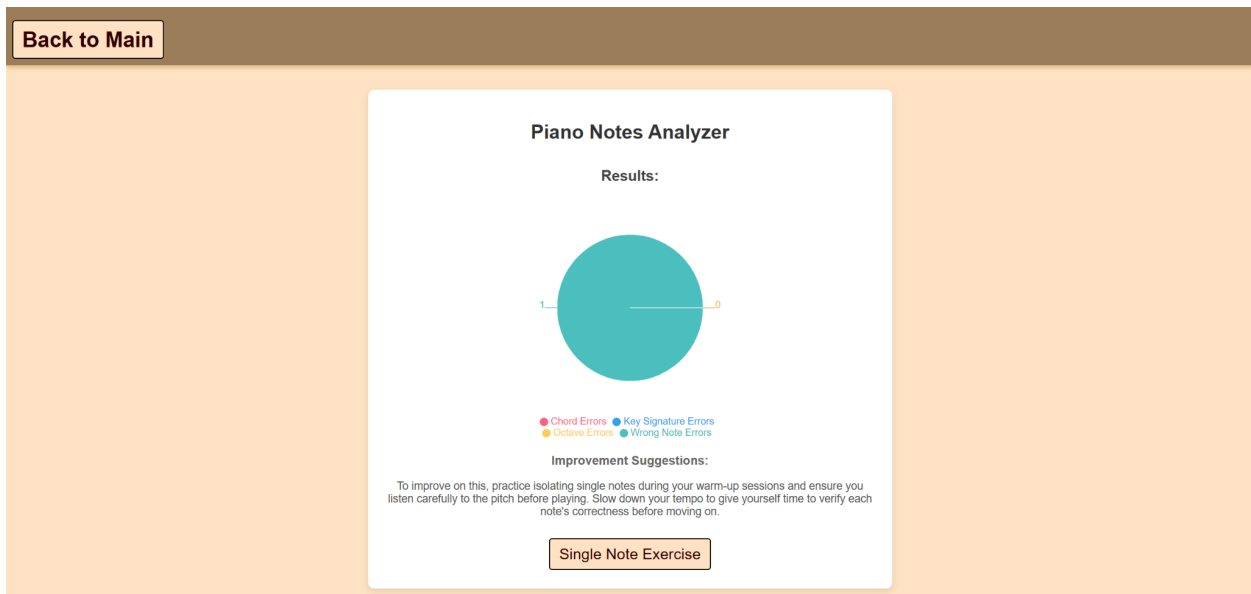 Back to Main
Piano Notes Analyzer
Results:
1
0
Chord Errors Key Signature Errors
Octave Errors Wrong Note Errors
Improvement Suggestions:
To improve on this, practice isolating single notes during your warm-up sessions and ensure you
listen carefully to the pitch before playing. Slow down your tempo to give yourself time to verify each
note's correctness before moving on.
Single Note Exercise